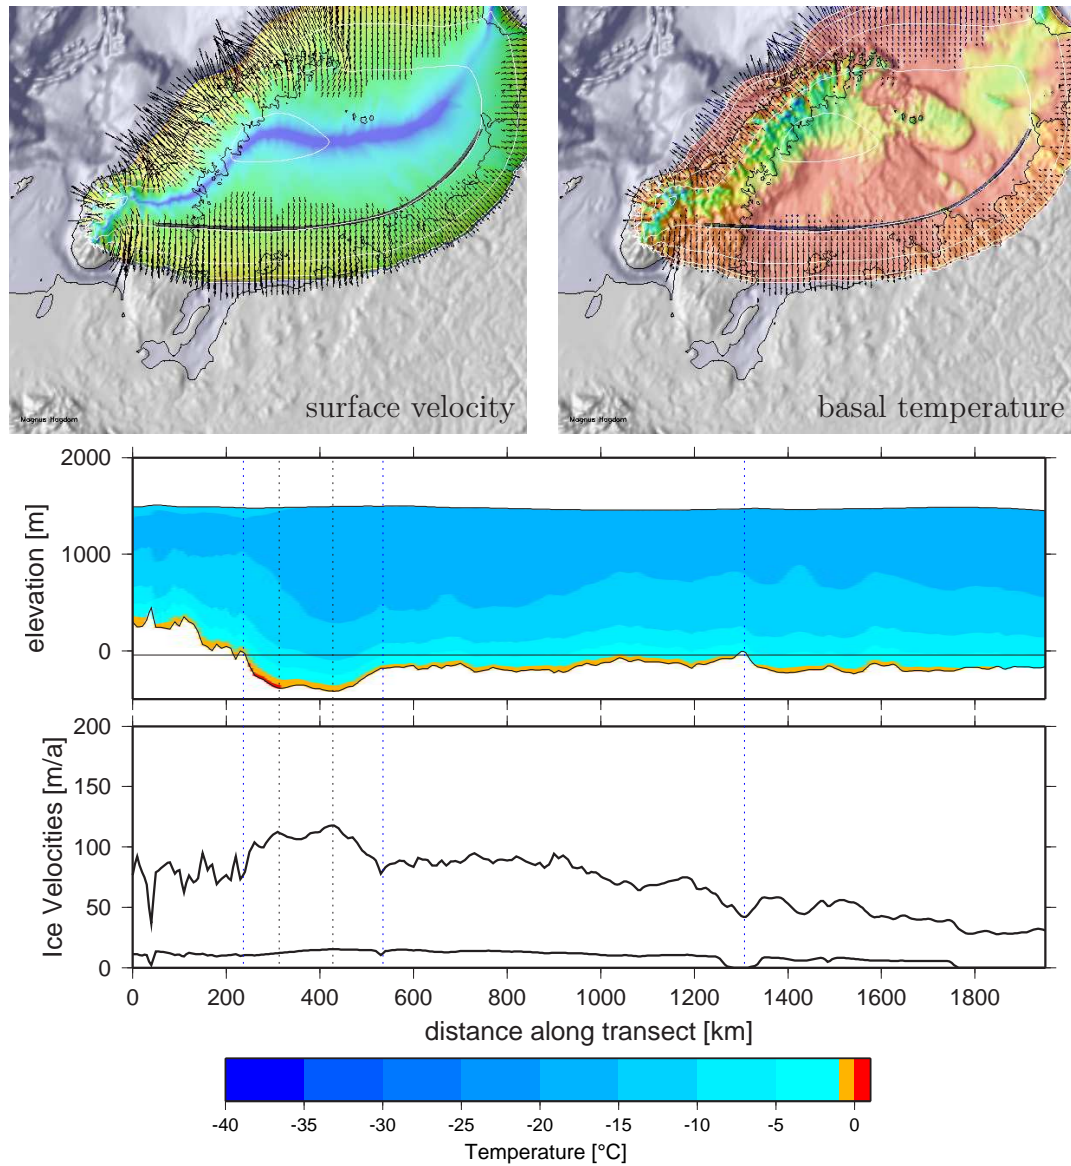 surface velocity
Magnus Hagdorn
basal temperature
Magnus Hagdorn
2000
1000
0
elevation [m]
200
150
100
50
0
Ice Velocities [m/a]
0 200 400 600 800 1000 1200 1400 1600 1800
distance along transect [km]
-40 -35 -30 -25 -20 -15 -10 -5 0
Temperature [°C]